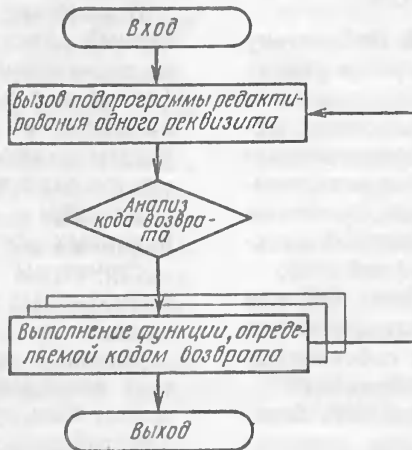 Вход
Вызов подпрограммы редакти-
рования одного реквизита
Анализ
кода возвра-
та
Выполнение функции, опреде-
ляемой кодом возврата
Выход